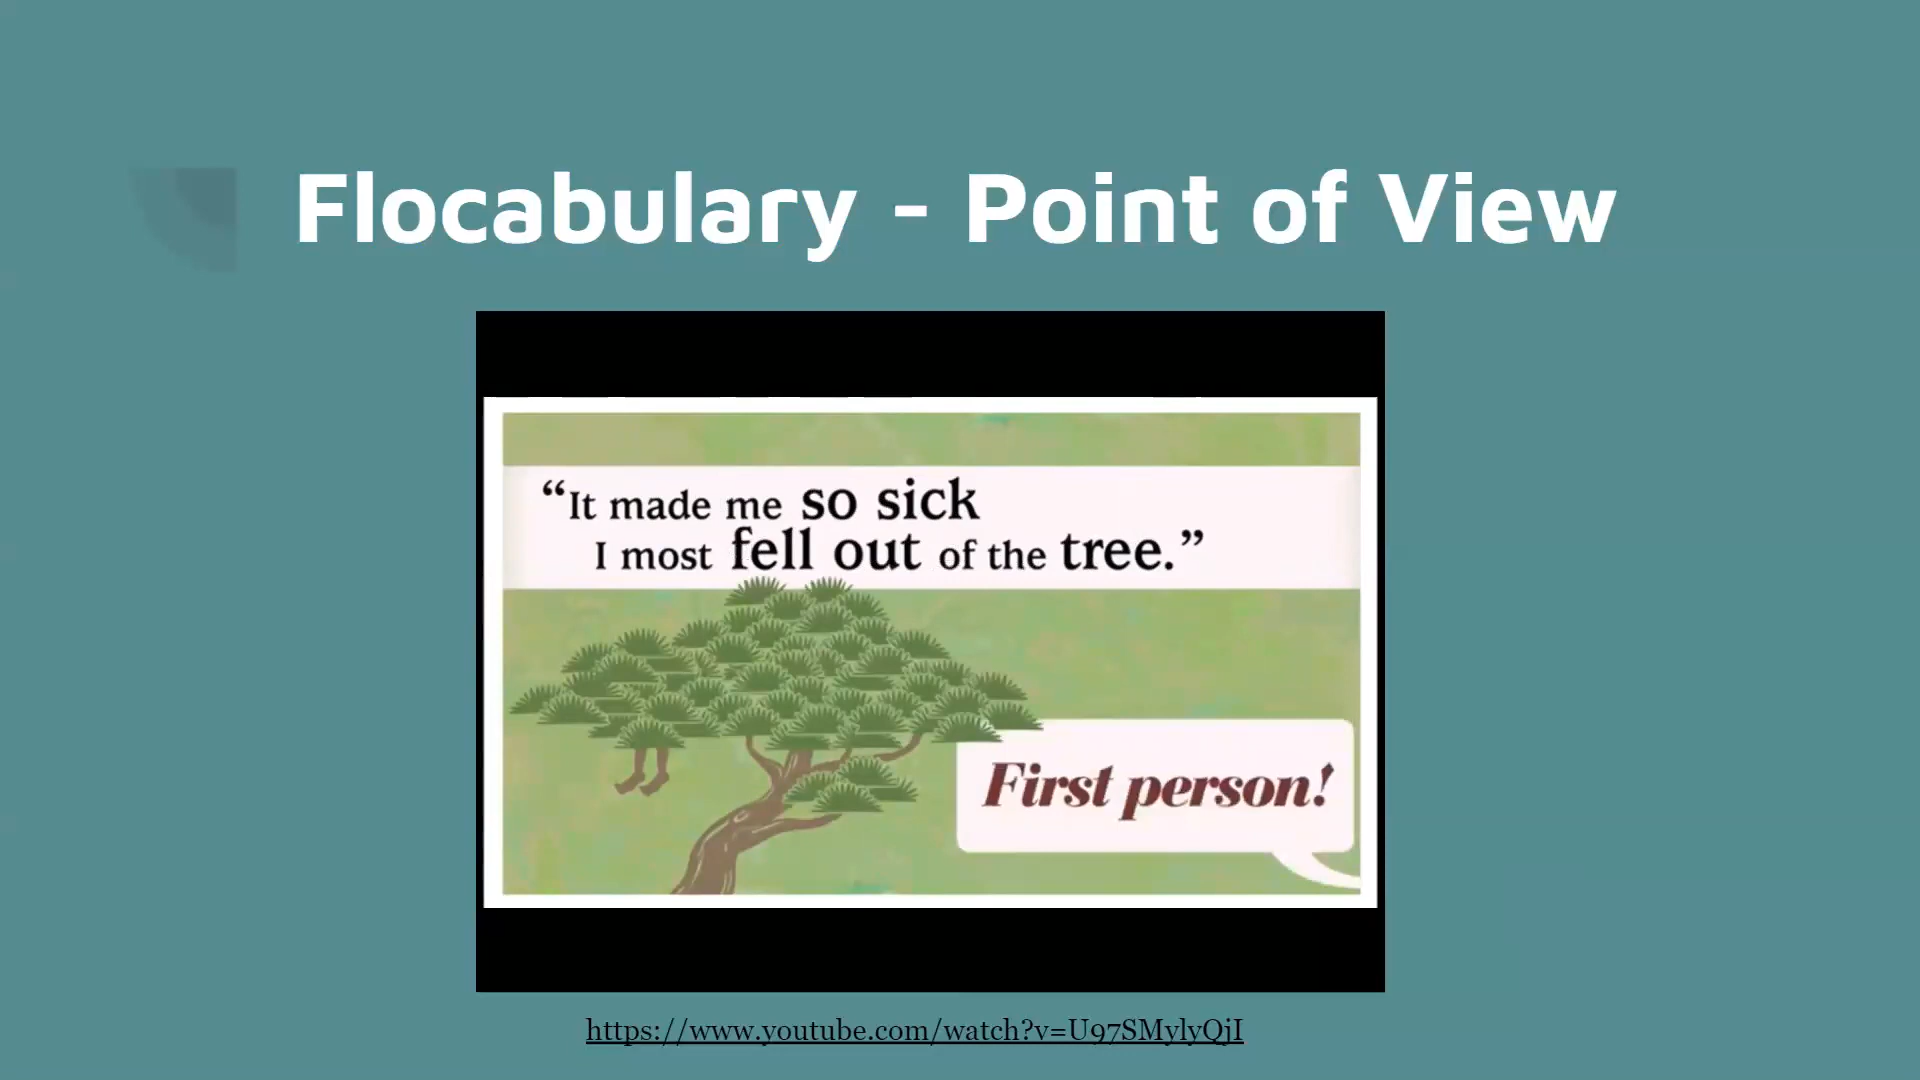 Flocabulary - Point of View
“It made me so sick
I most fell out of the tree.”
First person!
https://www.youtube.com/watch?v=U97SMylyQjI